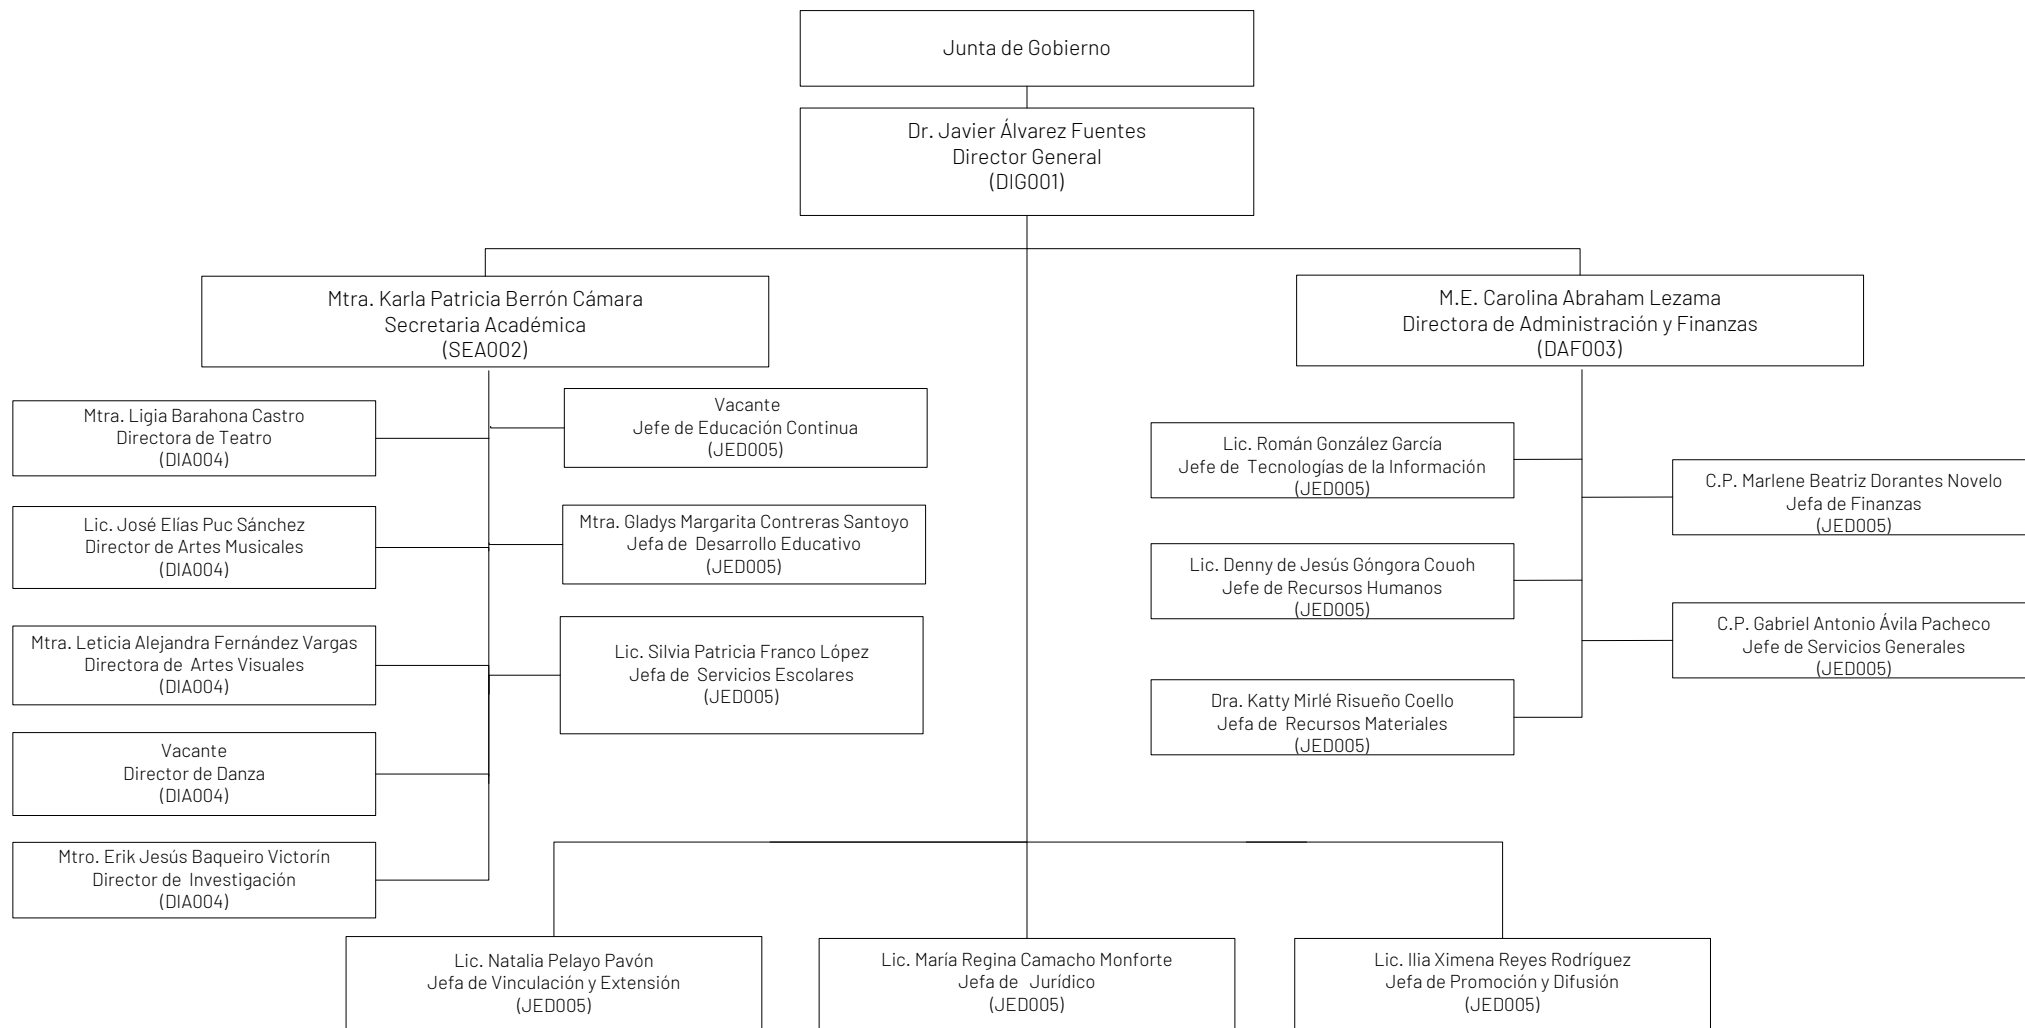 Junta de Gobierno
Dr. Javier Álvarez Fuentes
Director General
(DIG001)
Mtra. Karla Patricia Berrón Cámara
Secretaria Académica
(SEA002)
M.E. Carolina Abraham Lezama
Directora de Administración y Finanzas
(DAF003)
Mtra. Ligia Barahona Castro
Directora de Teatro
(DIA004)
Vacante
Jefe de Educación Continua
(JED005)
Lic. José Elías Puc Sánchez
Director de Artes Musicales
(DIA004)
Mtra. Gladys Margarita Contreras Santoyo
Jefa de Desarrollo Educativo
(JED005)
Mtra. Leticia Alejandra Fernández Vargas
Directora de Artes Visuales
(DIA004)
Lic. Silvia Patricia Franco López
Jefa de Servicios Escolares
(JED005)
Vacante
Director de Danza
(DIA004)
Mtro. Erik Jesús Baqueiro Victorín
Director de Investigación
(DIA004)
Lic. Román González García
Jefe de Tecnologías de la Información
(JED005)
C.P. Marlene Beatriz Dorantes Novelo
Jefa de Finanzas
(JED005)
Lic. Denny de Jesús Góngora Couoh
Jefe de Recursos Humanos
(JED005)
C.P. Gabriel Antonio Ávila Pacheco
Jefe de Servicios Generales
(JED005)
Dra. Katty Mirlé Risueño Coello
Jefa de Recursos Materiales
(JED005)
Lic. Natalia Pelayo Pavón
Jefa de Vinculación y Extensión
(JED005)
Lic. María Regina Camacho Monforte
Jefa de Jurídico
(JED005)
Lic. Ilia Ximena Reyes Rodríguez
Jefa de Promoción y Difusión
(JED005)